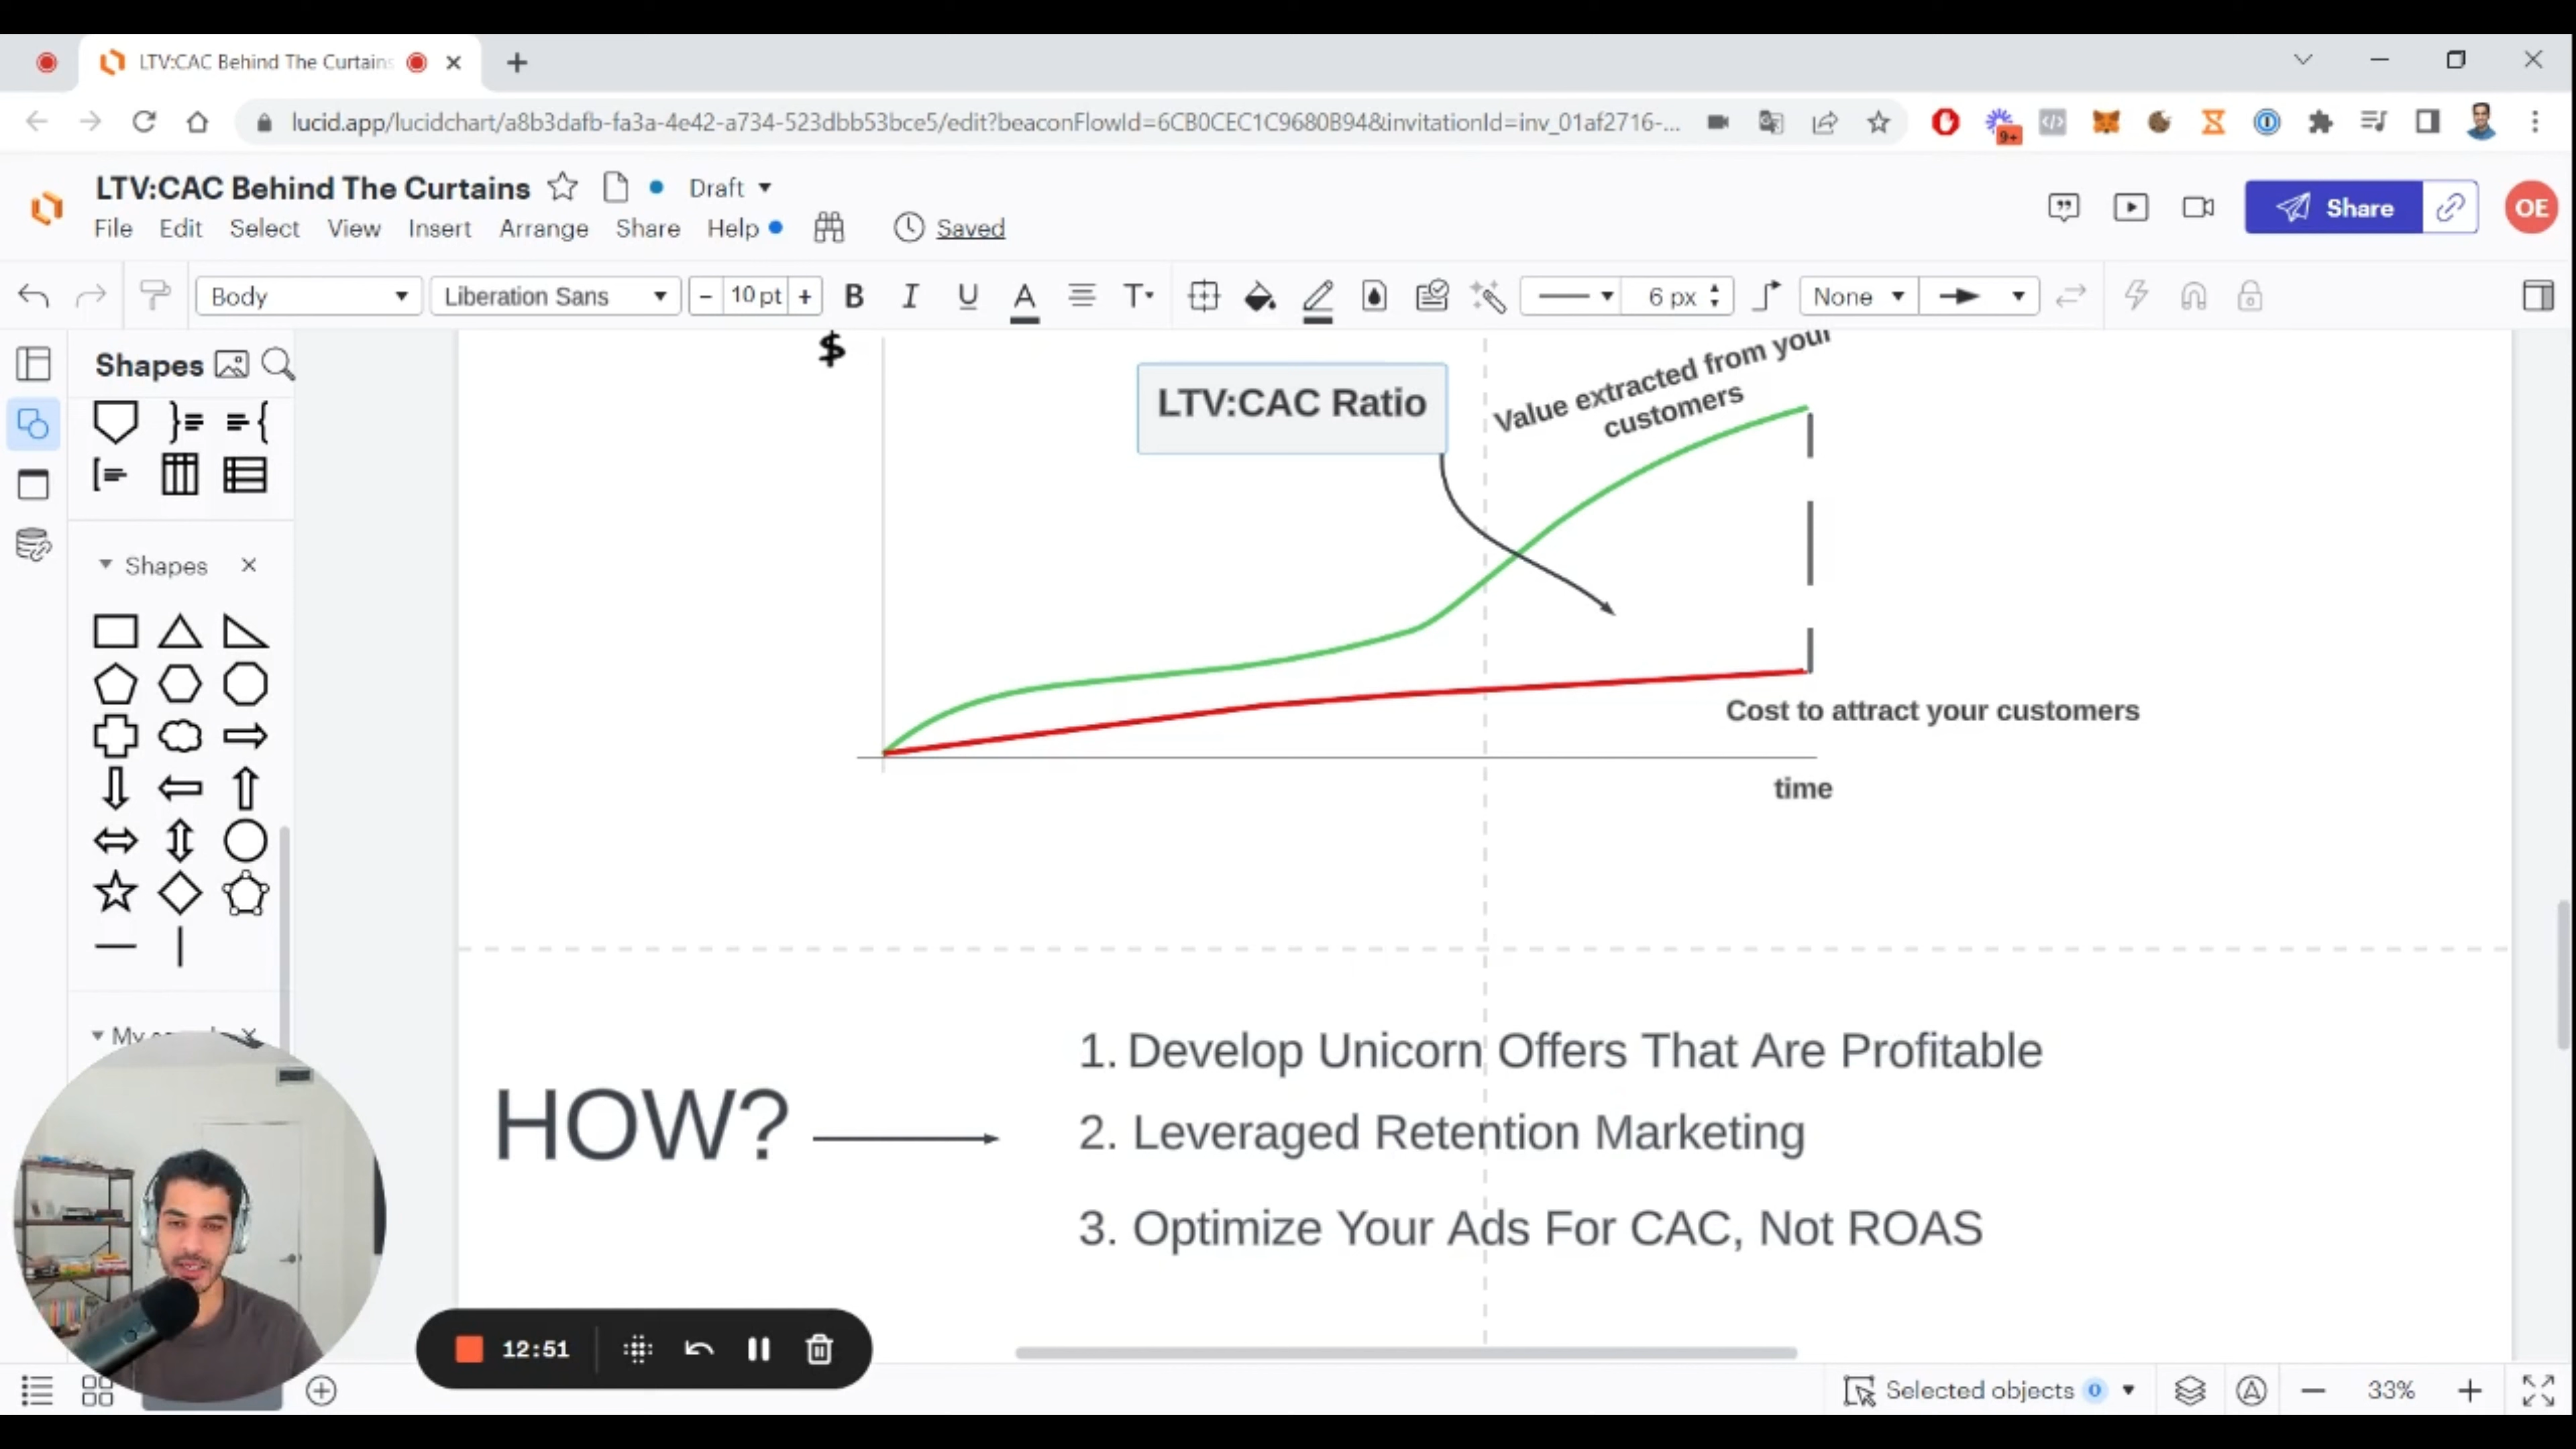 LTV:CAC Behind The Curtains
lucid.app/lucidchart/a8b3dafb-fa3a-4e42-a734-523dbb53bce5/edit?beaconFlowId=6CB0CEC1C9680B94&invitationId=inv_01af2716-...
9+
LTV:CAC Behind The Curtains
Draft
File Edit Select View Insert Arrange Share Help
Saved
Share
OE
Body
Liberation Sans
- 10 pt +
B I U A T
6 px
None
Shapes
$
LTV:CAC Ratio
Value extracted from your
customers
Shapes
Cost to attract your customers
time
HOW?
1. Develop Unicorn Offers That Are Profitable
2. Leveraged Retention Marketing
3. Optimize Your Ads For CAC, Not ROAS
My
12:51
Selected objects 0
33%